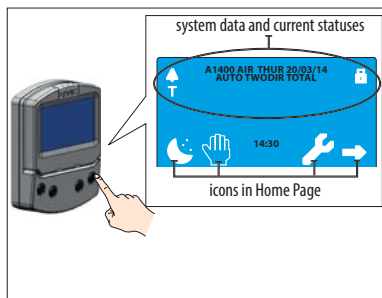 system data and current statuses
A1400 AIR THUR 20/03/14
AUTO TWODIR TOTAL
T
14:30
icons in Home Page